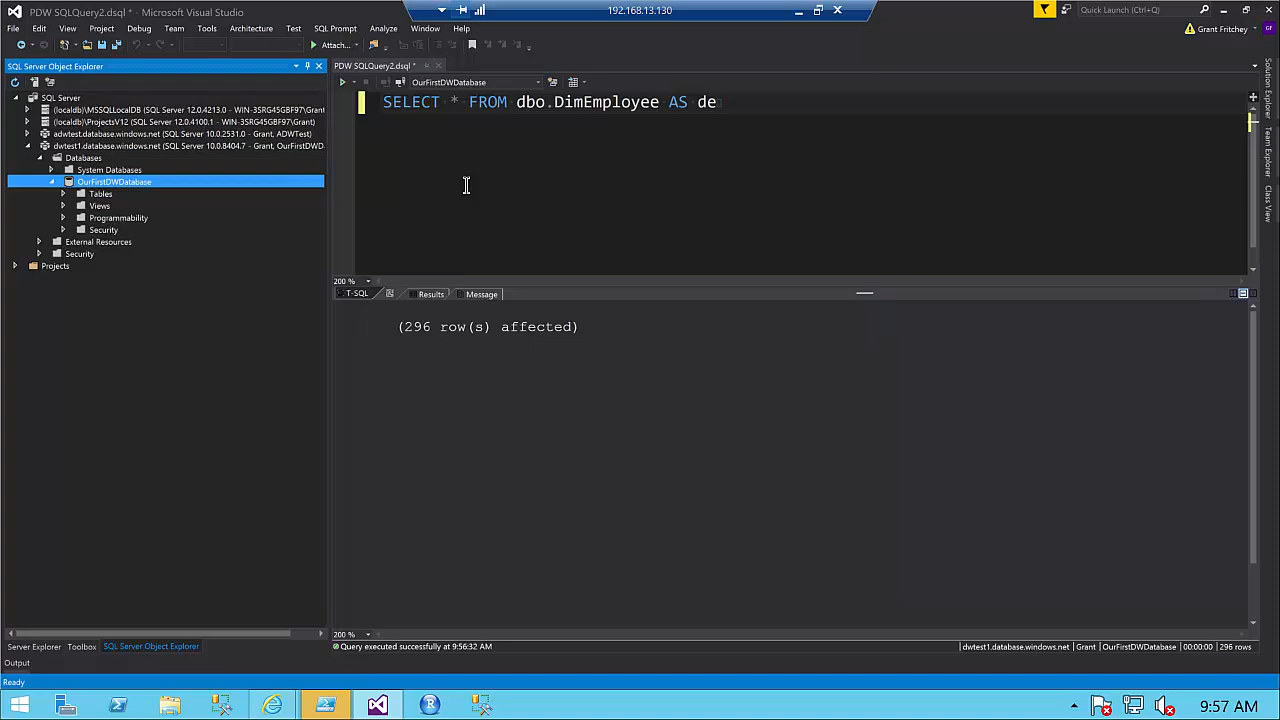 PDW SQLQuery2.dsql* - Microsoft Visual Studio
192.168.13.130
Quick Launch (Ctrl+Q)
File Edit View Project Debug Team Tools Architecture Test SQL Prompt Analyze Window Help
Grant Fritchey
GF
Attach...
SQL Server Object Explorer
PDW SQLQuery2.dsql*
OurFirstDWDatabase
SELECT * FROM dbo.DimEmployee AS de
SQL Server
(localdb)\MSSQLLocalDB (SQL Server 12.0.4213.0 - WIN-3SRG45GBF97\Grant
(localdb)\ProjectsV12 (SQL Server 12.0.4100.1 - WIN-3SRG45GBF97\Grant)
adwtest.database.windows.net (SQL Server 10.0.2531.0 - Grant, ADWTest)
dwtest1.database.windows.net (SQL Server 10.0.8404.7 - Grant, OurFirstDWD
Databases
System Databases
OurFirstDWDatabase
Tables
Views
Programmability
Security
External Resources
Security
Projects
Solution Explorer
Team Explorer
Class View
200 %
T-SQL Results Message
(296 row(s) affected)
200 %
Query executed successfully at 9:56:32 AM
dwtest1.database.windows.net Grant OurFirstDWDatabase 00:00:00 296 rows
Server Explorer Toolbox SQL Server Object Explorer
Output
Ready
9:57 AM